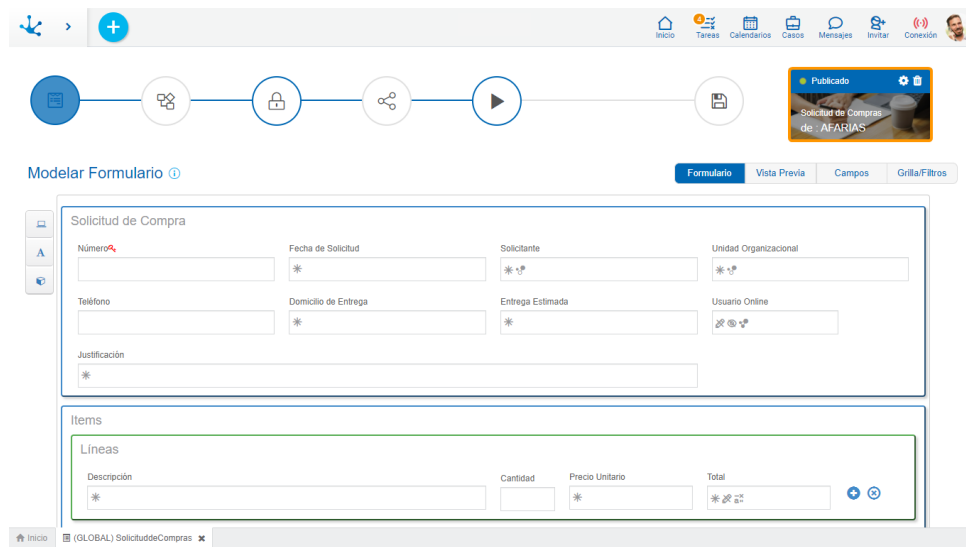 4
Inicio
Tareas
Calendarios
Casos
Mensajes
Invitar
Conexión
Publicado
Solicitud de Compras
de : AFARIAS
Modelar Formulario
Formulario
Vista Previa
Campos
Grilla/Filtros
A
Solicitud de Compra
Número
Fecha de Solicitud
Solicitante
Unidad Organizacional
Teléfono
Domicilio de Entrega
Entrega Estimada
Usuario Online
Justificación
Items
Líneas
Descripción
Cantidad
Precio Unitario
Total
Inicio
(GLOBAL) SolicituddeCompras